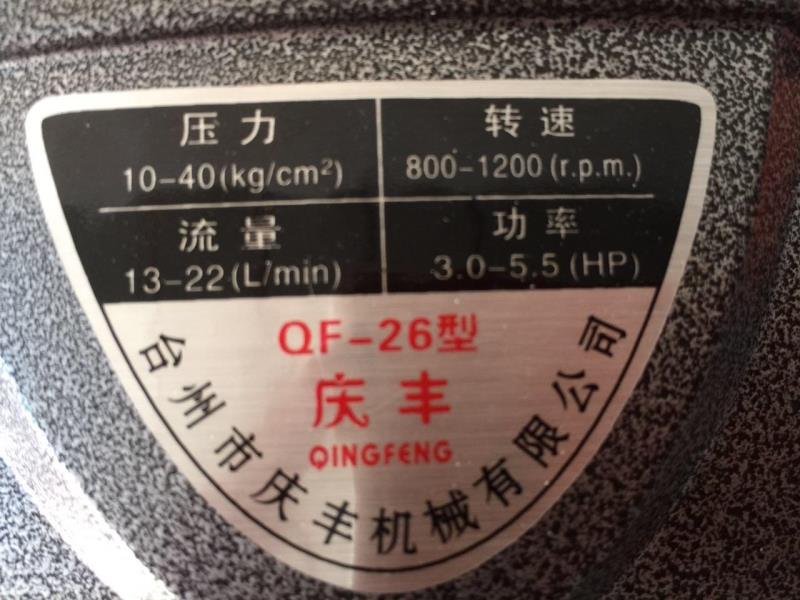 压力
10-40(kg/cm²)
转速
800-1200(r.p.m.)
流量
13-22(L/min)
功率
3.0-5.5(HP)
QF-26型
庆丰
QINGFENG
台州市庆丰机械有限公司